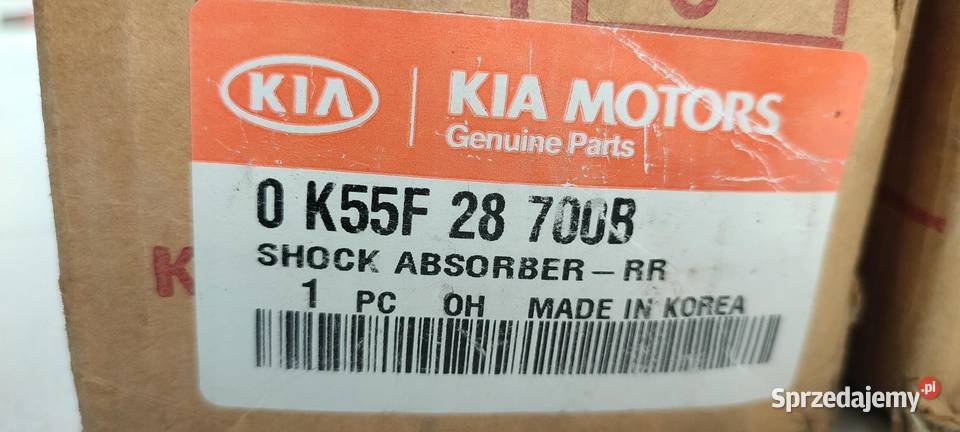 KIA
KIA MOTORS
Genuine Parts
0 K55F 28 700B
SHOCK ABSORBER-RR
1 PC OH MADE IN KOREA
K
Sprzedajemy.pl